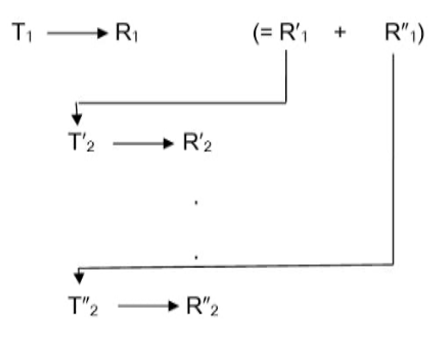 T₁ R₁ (= R′₁ + R″₁)
T′₂ R′₂
.
.
T″₂ R″₂